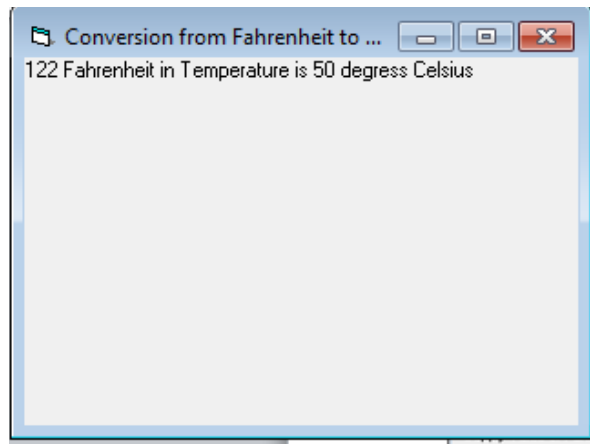 Conversion from Fahrenheit to ...
122 Fahrenheit in Temperature is 50 degress Celsius